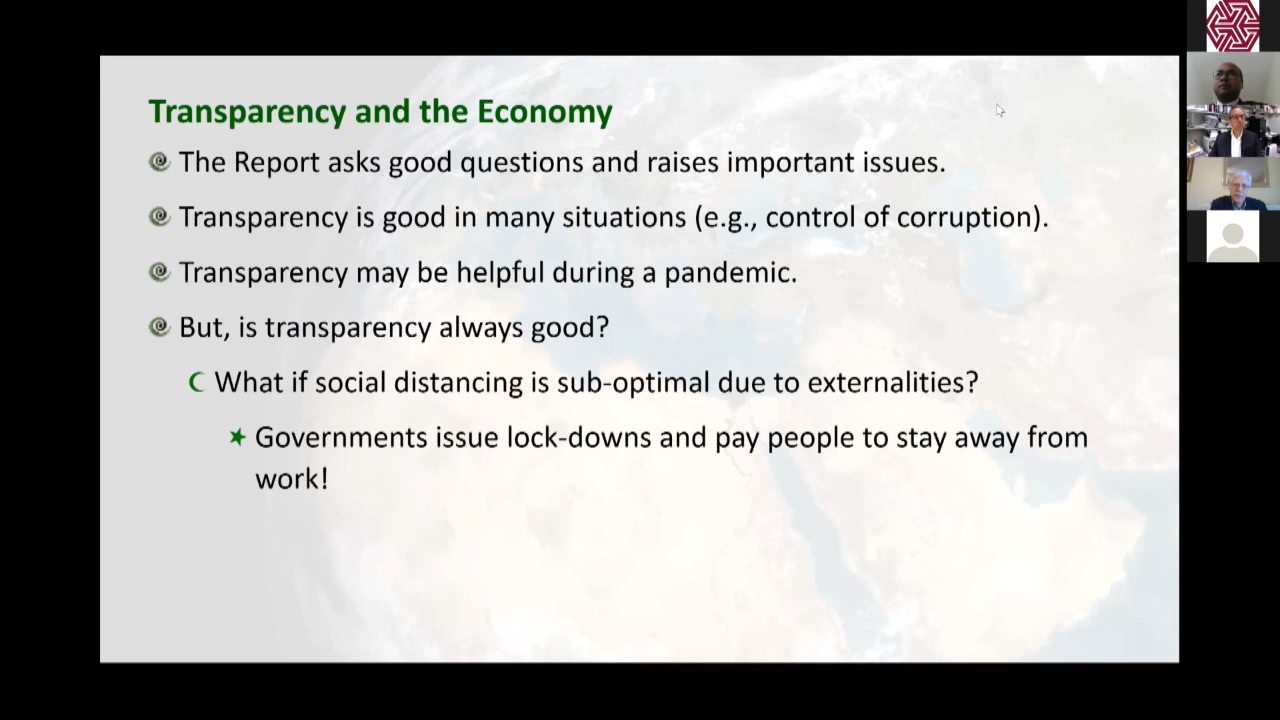 Transparency and the Economy
The Report asks good questions and raises important issues.
Transparency is good in many situations (e.g., control of corruption).
Transparency may be helpful during a pandemic.
But, is transparency always good?
What if social distancing is sub-optimal due to externalities?
Governments issue lock-downs and pay people to stay away from
work!